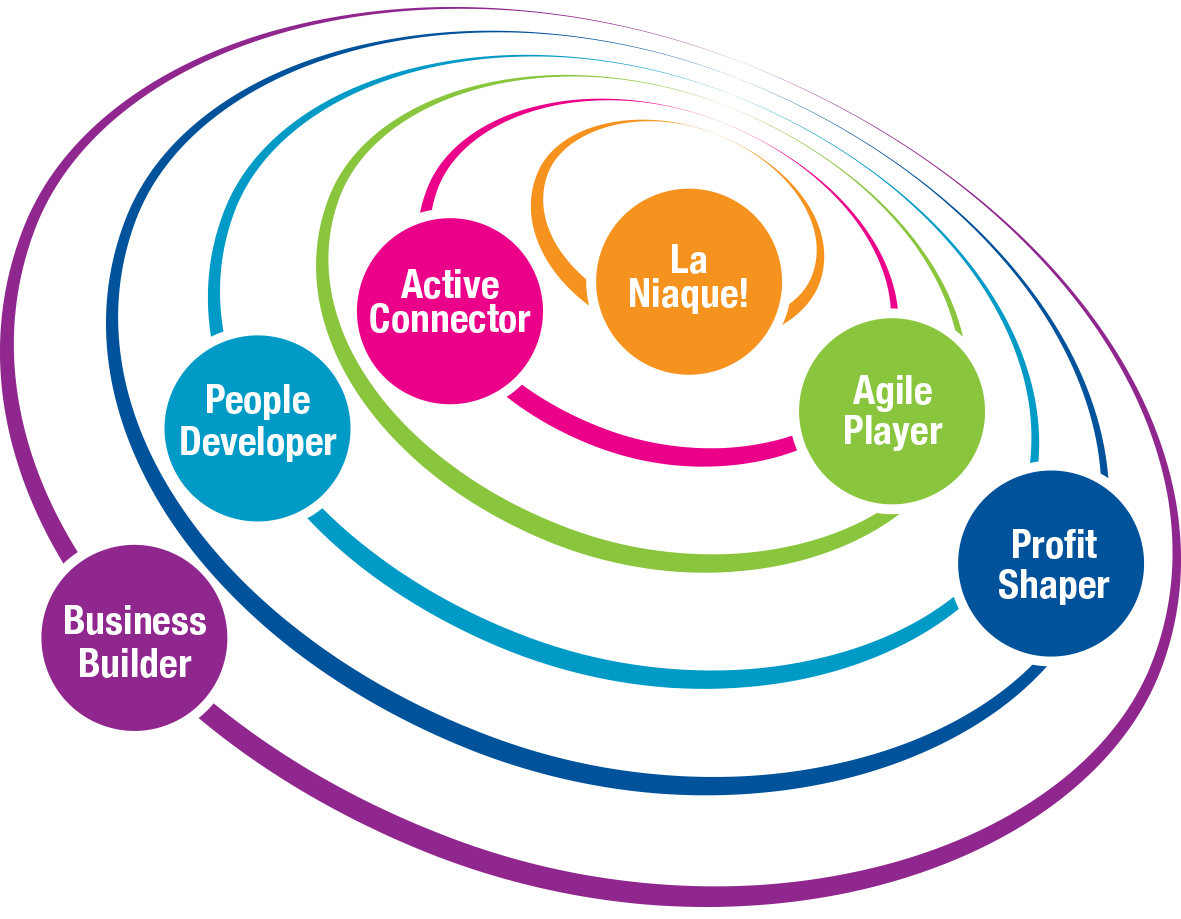 La
Niaque!
Active
Connector
Agile
Player
People
Developer
Profit
Shaper
Business
Builder